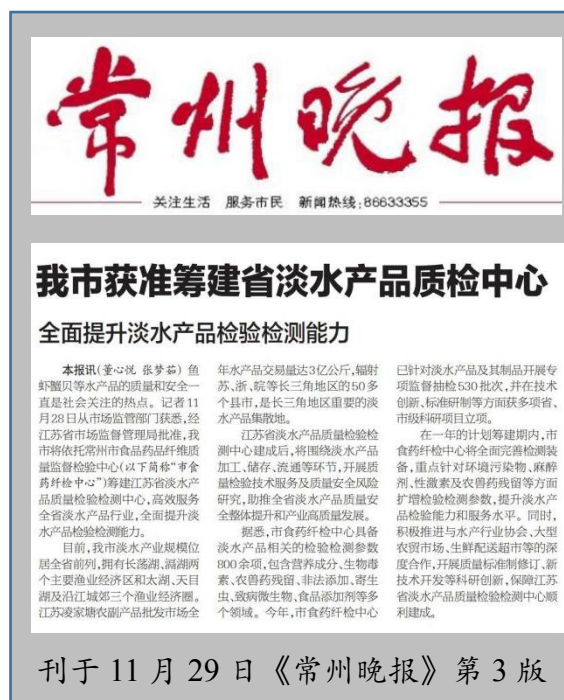 常州晚报
关注生活 服务市民 新闻热线:86633355
我市获准筹建省淡水产品质检中心
全面提升淡水产品检验检测能力
本报讯(董心悦 张梦茹) 鱼
虾蟹贝等水产品的质量和安全一
直是社会关注的热点。记者11
月28日从市场监管部门获悉,经
江苏省市场监督管理局批准,我
市将依托常州市食品药品纤维质
量监督检验中心(以下简称“市食
药纤检中心”)筹建江苏省淡水产
品质量检验检测中心,高效服务
全省淡水产品行业,全面提升淡
水产品检验检测能力。
目前,我市淡水产业规模位
居全省前列,拥有长荡湖、滆湖两
个主要渔业经济区和太湖、天目
湖及沿江城郊三个渔业经济圈。
江苏凌家塘农副产品批发市场全
年水产品交易量达3亿公斤,辐射
苏、浙、皖等长三角地区的50多
个县市,是长三角地区重要的淡
水产品集散地。
江苏省淡水产品质量检验检
测中心建成后,将围绕淡水产品
加工、储存、流通等环节,开展质
量检验技术服务及质量安全风险
研究,助推全省淡水产品质量安
全整体提升和产业高质量发展。
据悉,市食药纤检中心具备
淡水产品相关的检验检测参数
800余项,包含营养成分、生物毒
素、农兽药残留、非法添加、寄生
虫、致病微生物、食品添加剂等多
个领域。今年,市食药纤检中心
已针对淡水产品及其制品开展专
项监督抽检530批次,并在技术
创新、标准研制等方面获多项省、
市级科研项目立项。
在一年的计划筹建期内,市
食药纤检中心将全面完善检测装
备,重点针对环境污染物、麻醉
剂、性激素及农兽药残留等方面
扩增检验检测参数,提升淡水产
品检验能力和服务水平。同时,
积极推进与水产行业协会、大型
农贸市场、生鲜配送超市等的深
度合作,开展质量标准制修订、新
技术开发等科研创新,保障江苏
省淡水产品质量检验检测中心顺
利建成。
刊于11月29日《常州晚报》第3版